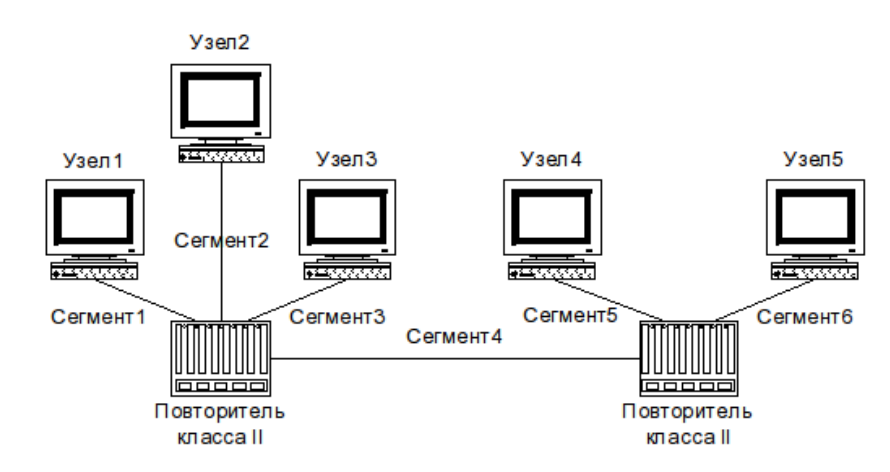 Узел2
Узел1
Узел3
Узел4
Узел5
Сегмент2
Сегмент1
Сегмент3
Сегмент4
Сегмент5
Сегмент6
Повторитель
класса II
Повторитель
класса II